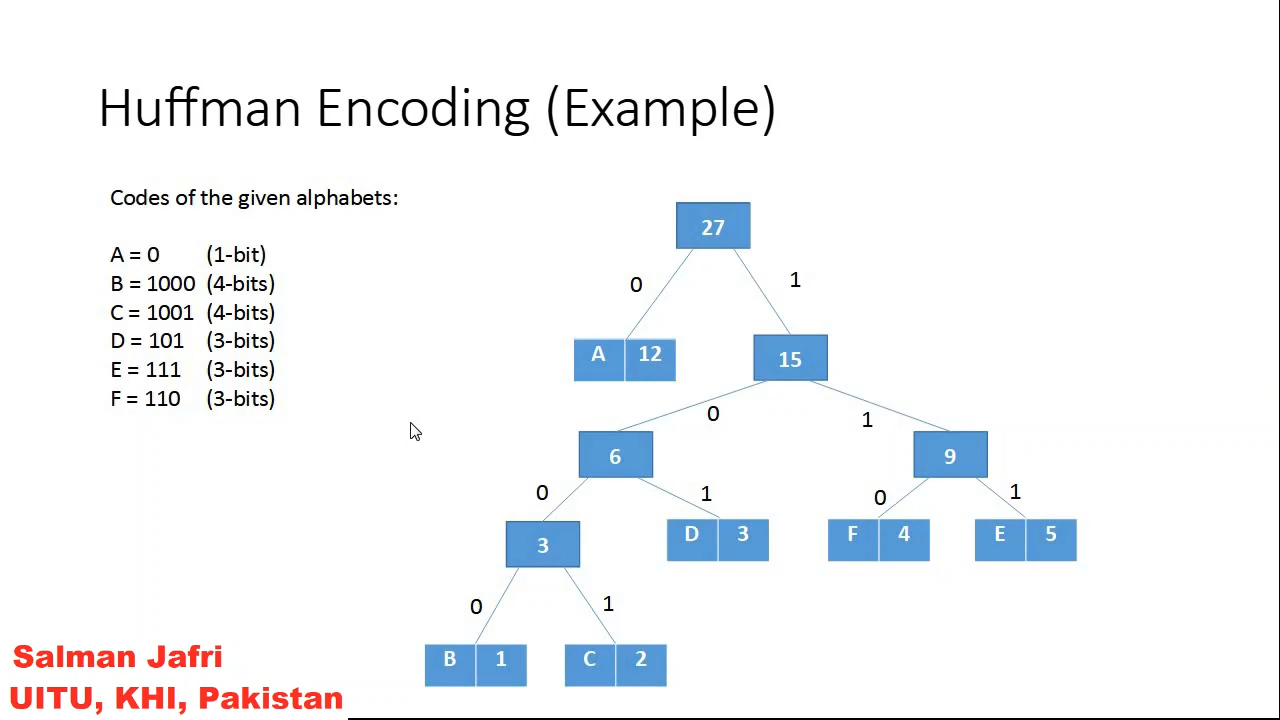 Huffman Encoding (Example)
Codes of the given alphabets:
A = 0 (1-bit)
B = 1000 (4-bits)
C = 1001 (4-bits)
D = 101 (3-bits)
E = 111 (3-bits)
F = 110 (3-bits)
27
0 1
A 12 15
0 1
6 9
0 1 0 1
3 D 3 F 4 E 5
0 1
B 1 C 2
Salman Jafri
UITU, KHI, Pakistan